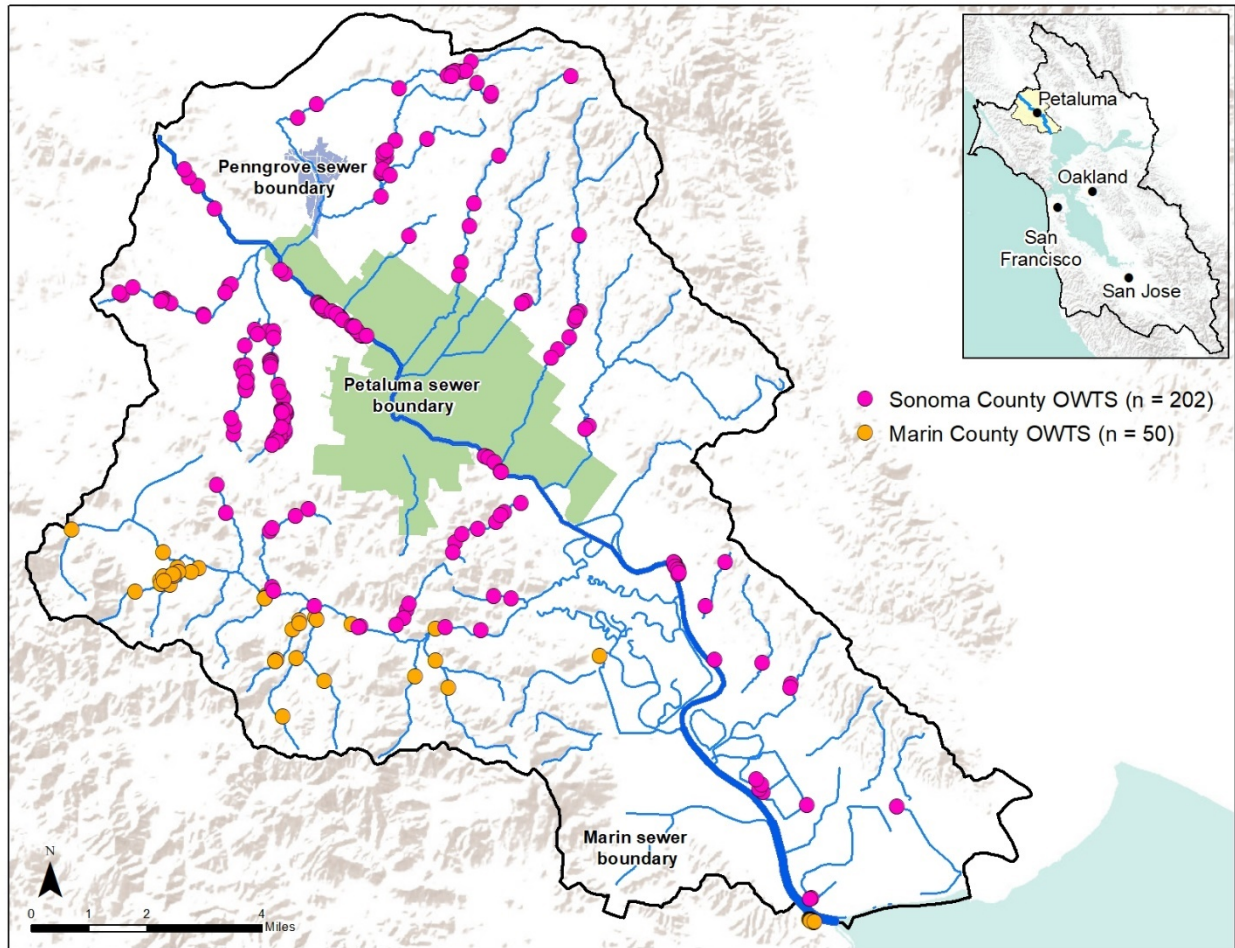 Petaluma
Oakland
San
Francisco
San Jose
Penngrove sewer
boundary
Petaluma sewer
boundary
Sonoma County OWTS (n = 202)
Marin County OWTS (n = 50)
Marin sewer
boundary
N
0 1 2 4
Miles